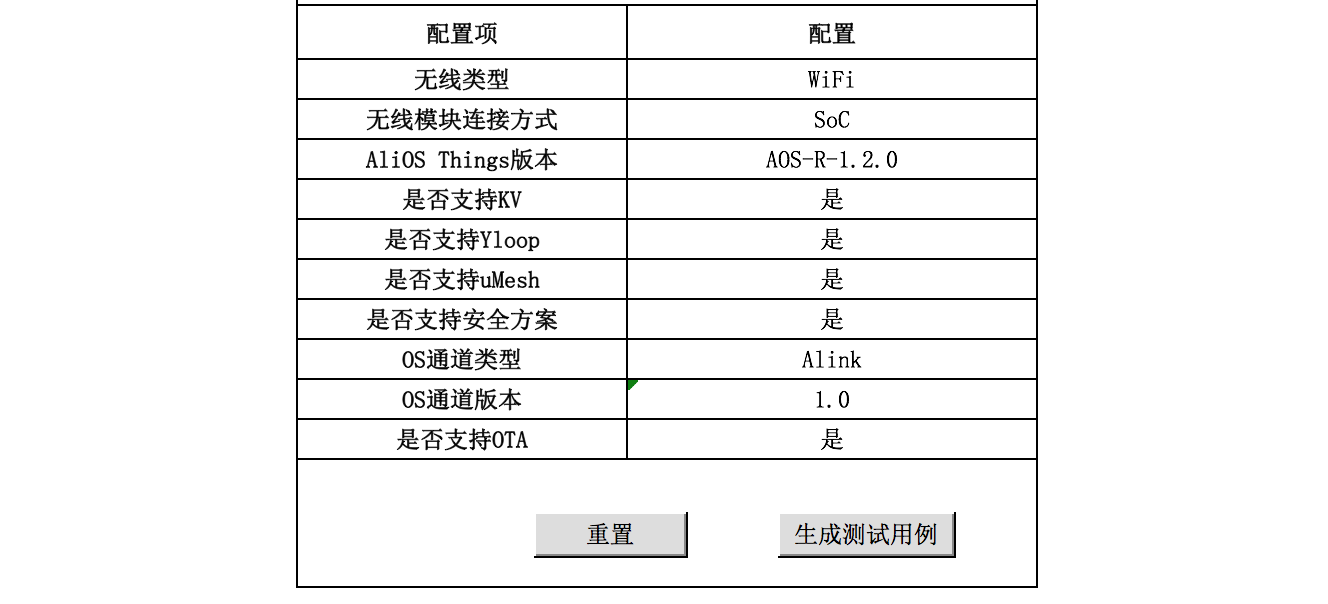 配置项 配置
无线类型 WiFi
无线模块连接方式 SoC
AliOS Things版本 AOS-R-1.2.0
是否支持KV 是
是否支持Yloop 是
是否支持uMesh 是
是否支持安全方案 是
OS通道类型 Alink
OS通道版本 1.0
是否支持OTA 是
重置 生成测试用例